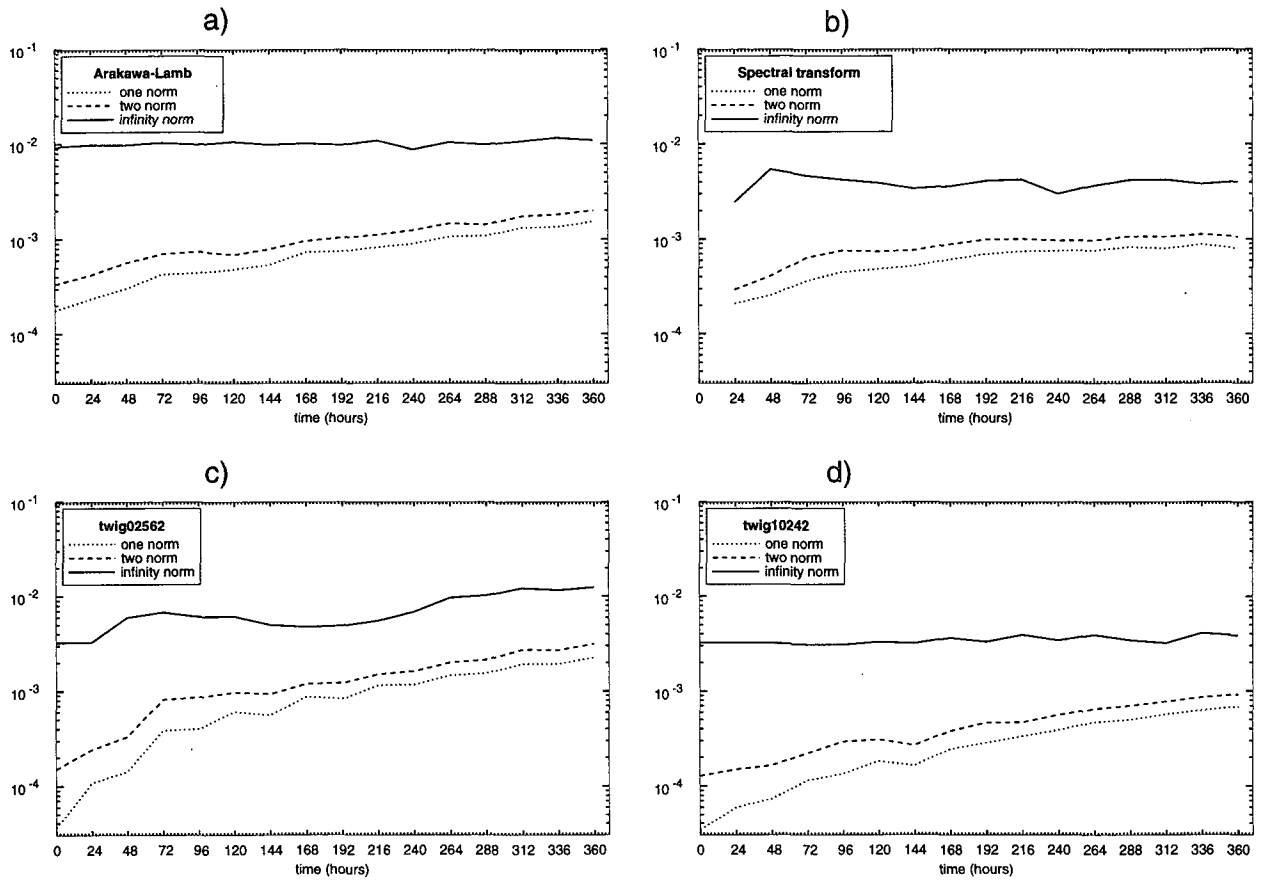 a)
10-1
10-2
10-3
10-4
Arakawa-Lamb
one norm
two norm
infinity norm
0 24 48 72 96 120 144 168 192 216 240 264 288 312 336 360
time (hours)
b)
10-1
10-2
10-3
10-4
Spectral transform
one norm
two norm
infinity norm
0 24 48 72 96 120 144 168 192 216 240 264 288 312 336 360
time (hours)
c)
10-1
10-2
10-3
10-4
twig02562
one norm
two norm
infinity norm
0 24 48 72 96 120 144 168 192 216 240 264 288 312 336 360
time (hours)
d)
10-1
10-2
10-3
10-4
twig10242
one norm
two norm
infinity norm
0 24 48 72 96 120 144 168 192 216 240 264 288 312 336 360
time (hours)